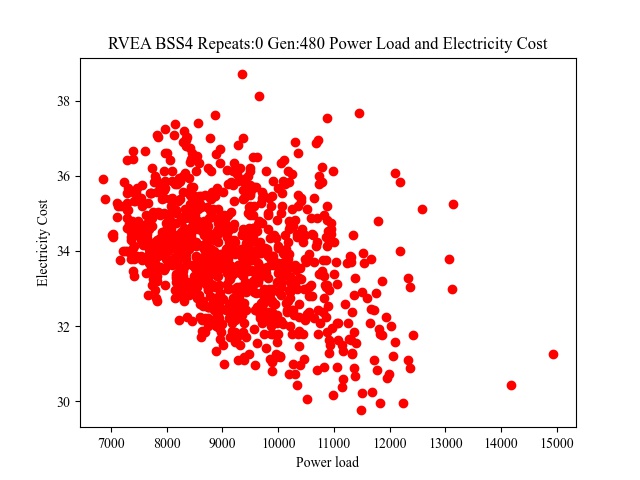 RVEA BSS4 Repeats:0 Gen:480 Power Load and Electricity Cost
38
36
34
32
30
Electricity Cost
7000 8000 9000 10000 11000 12000 13000 14000 15000
Power load